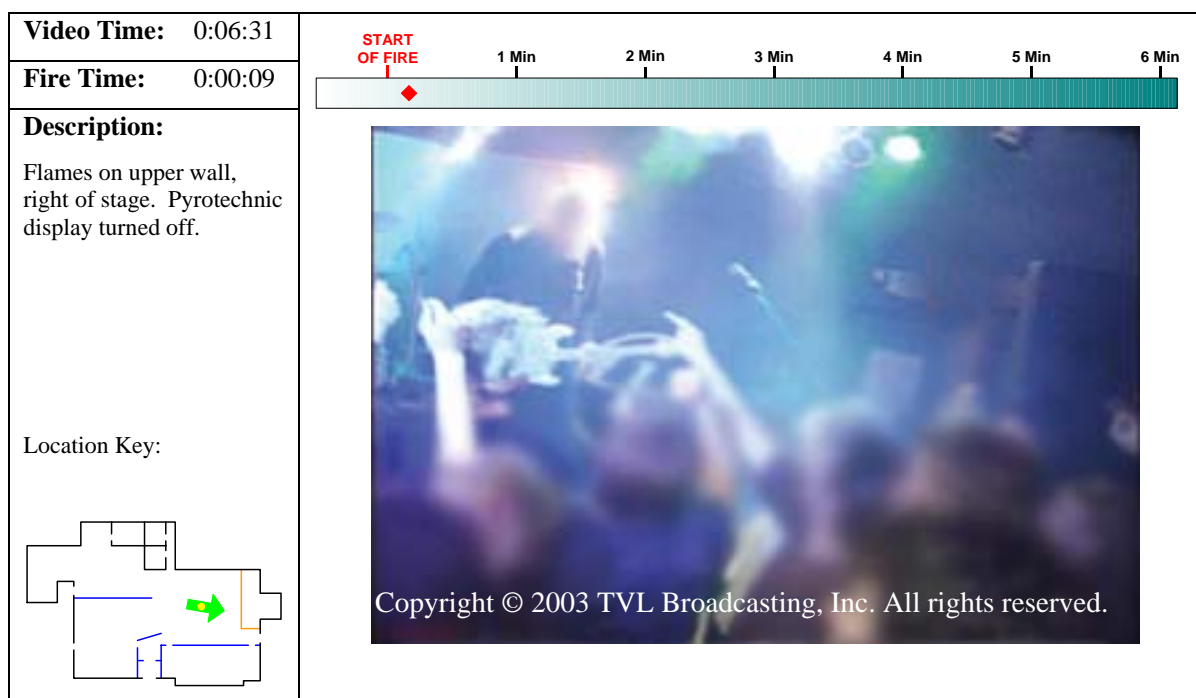 Video Time: 0:06:31
Fire Time: 0:00:09
Description:
Flames on upper wall,
right of stage. Pyrotechnic
display turned off.
Location Key:
START
OF FIRE
1 Min 2 Min 3 Min 4 Min 5 Min 6 Min
Copyright © 2003 TVL Broadcasting, Inc. All rights reserved.